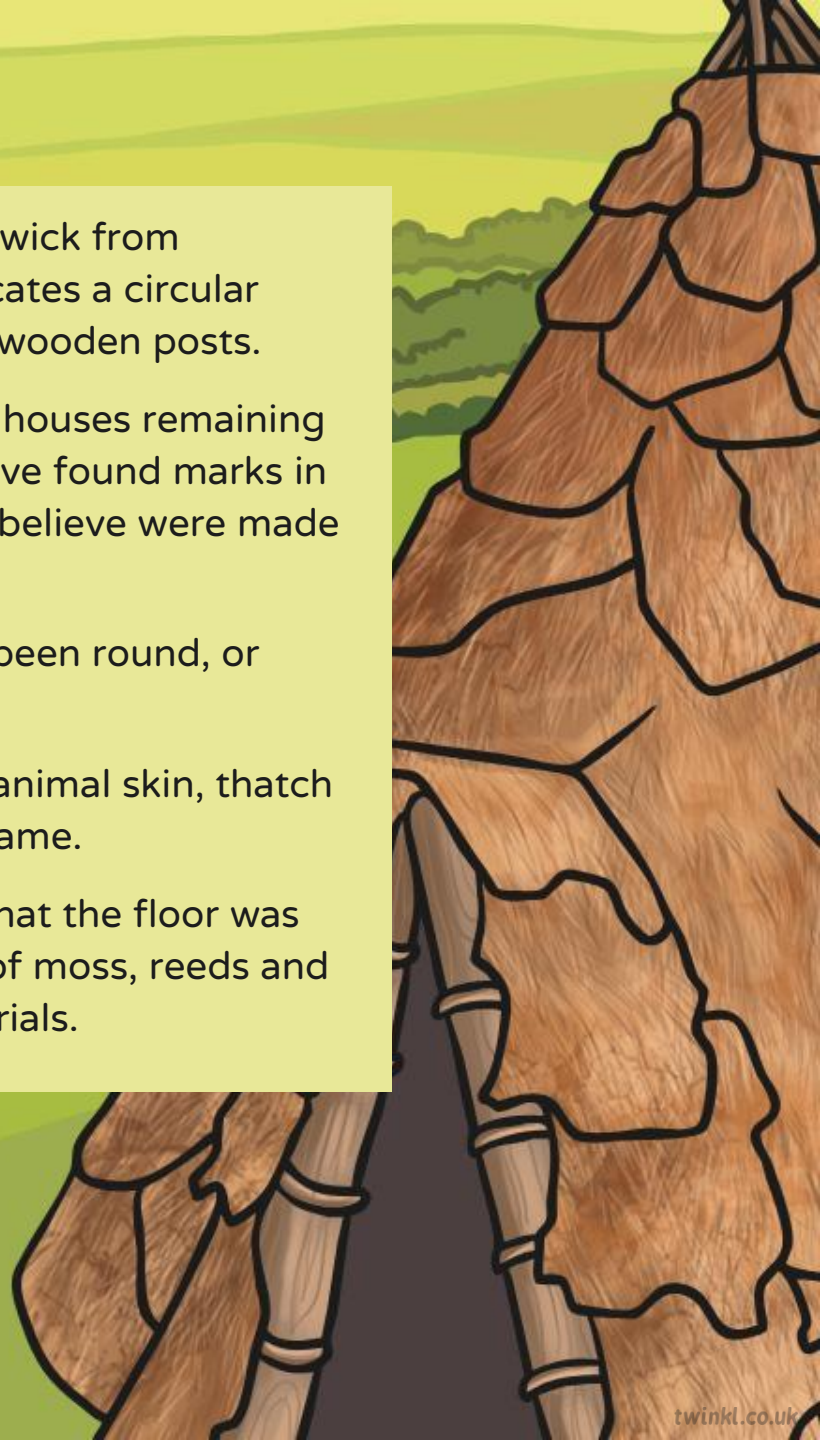 wick from
cates a circular
wooden posts.
houses remaining
ve found marks in
believe were made
been round, or
animal skin, thatch
ame.
hat the floor was
of moss, reeds and
rials.
twinkl.co.uk